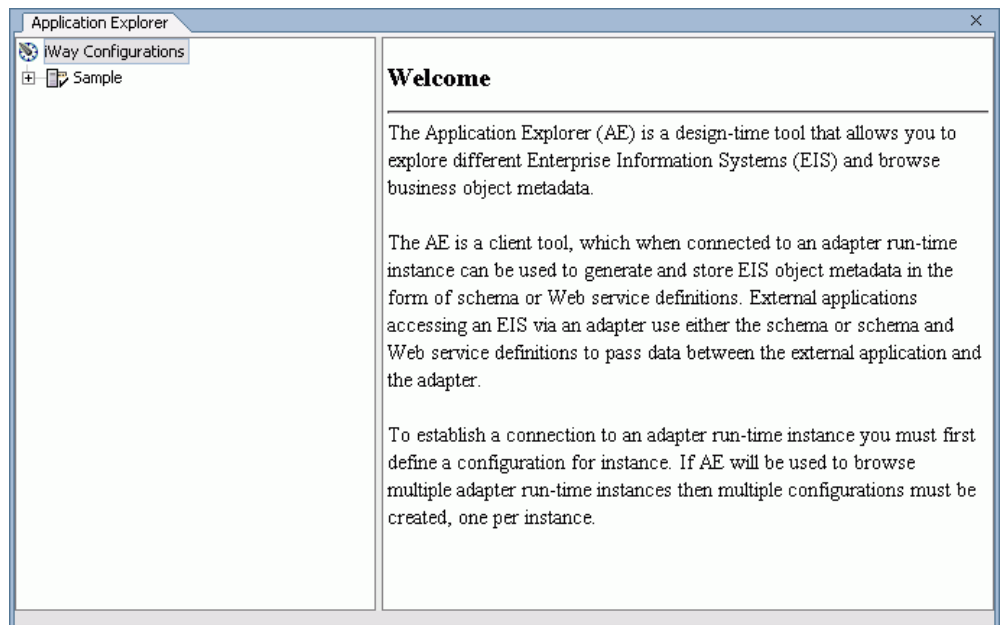 Application Explorer
iWay Configurations
Sample
Welcome
The Application Explorer (AE) is a design-time tool that allows you to
explore different Enterprise Information Systems (EIS) and browse
business object metadata.
The AE is a client tool, which when connected to an adapter run-time
instance can be used to generate and store EIS object metadata in the
form of schema or Web service definitions. External applications
accessing an EIS via an adapter use either the schema or schema and
Web service definitions to pass data between the external application and
the adapter.
To establish a connection to an adapter run-time instance you must first
define a configuration for instance. If AE will be used to browse
multiple adapter run-time instances then multiple configurations must be
created, one per instance.